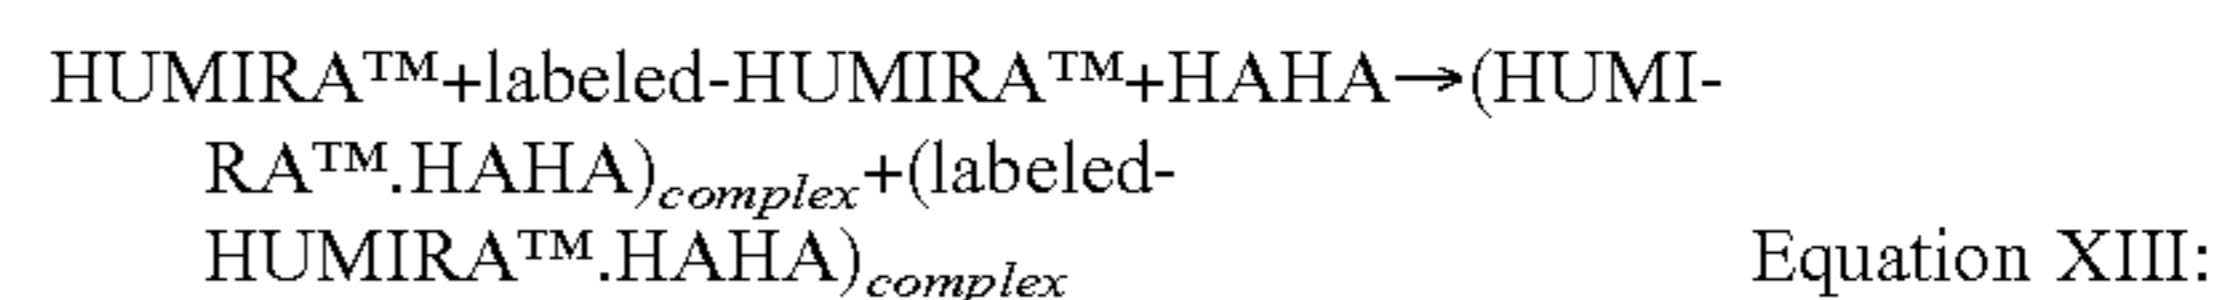 HUMIRA™+labeled-HUMIRA™+HAHA→(HUMI-
RA™.HAHA)complex+(labeled-
HUMIRA™.HAHA)complex Equation XIII: